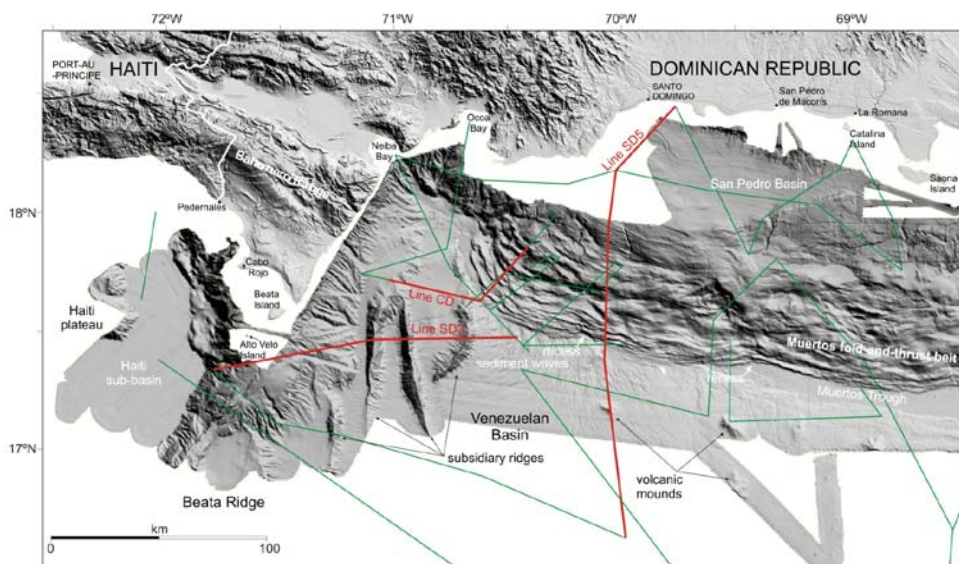 72°W
71°W
70°W
69°W
PORT-AU
-PRINCIPE
HAITI
DOMINICAN REPUBLIC
SANTO
DOMINGO
San Pedro
de Macoris
La Romana
Catalina
Island
Saona
Island
Ocoa
Bay
Neiba
Bay
Line SD5
San Pedro Basin
18°N
Pedernales
Cabo
Rojo
Beata
Island
Haiti
plateau
Alto Velo
Island
Haiti
sub-basin
Line CD
Line SD
recess
sediment waves
Muertos fold-and-thrust belt
recess
Muertos Trough
17°N
Venezuelan
Basin
subsidiary ridges
volcanic
mounds
Beata Ridge
km
0
100